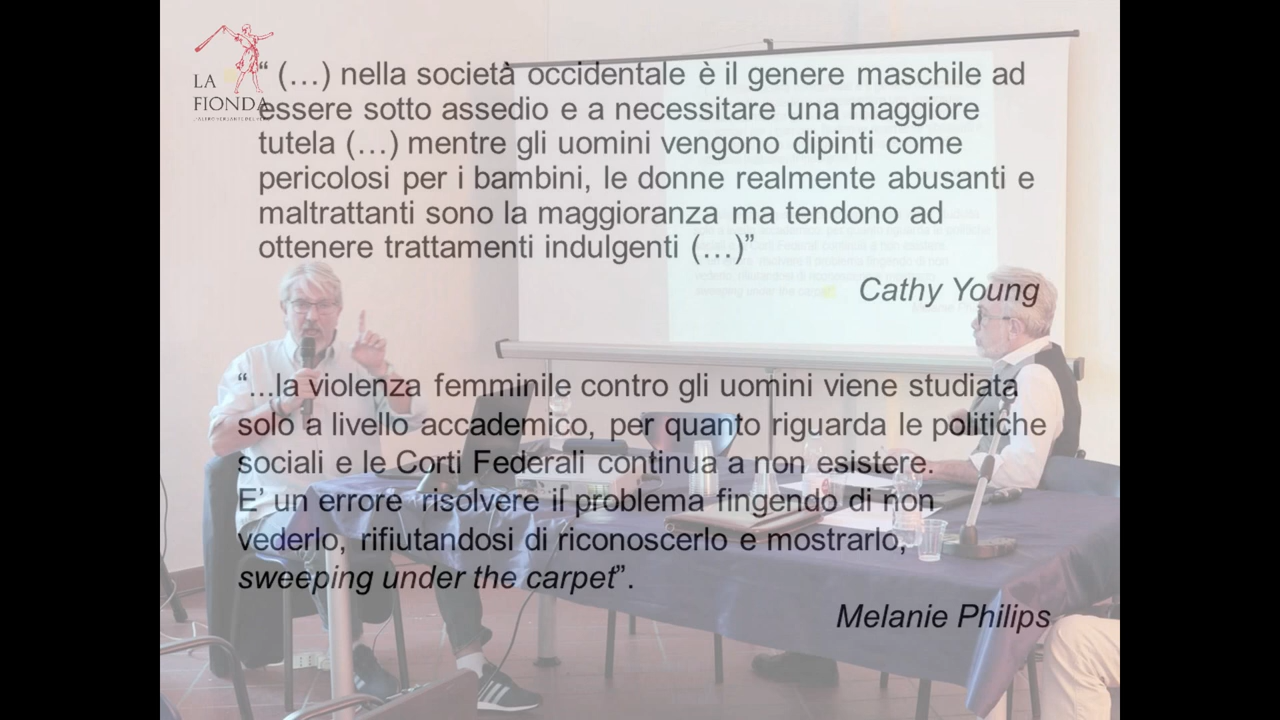 LA
FIONDA
“ (…) nella società occidentale è il genere maschile ad
essere sotto assedio e a necessitare una maggiore
tutela (…) mentre gli uomini vengono dipinti come
pericolosi per i bambini, le donne realmente abusanti e
maltrattanti sono la maggioranza ma tendono ad
ottenere trattamenti indulgenti (…)”
Cathy Young
“...la violenza femminile contro gli uomini viene studiata
solo a livello accademico, per quanto riguarda le politiche
sociali e le Corti Federali continua a non esistere.
E’ un errore risolvere il problema fingendo di non
vederlo, rifiutandosi di riconoscerlo e mostrarlo,
sweeping under the carpet”.
Melanie Philips